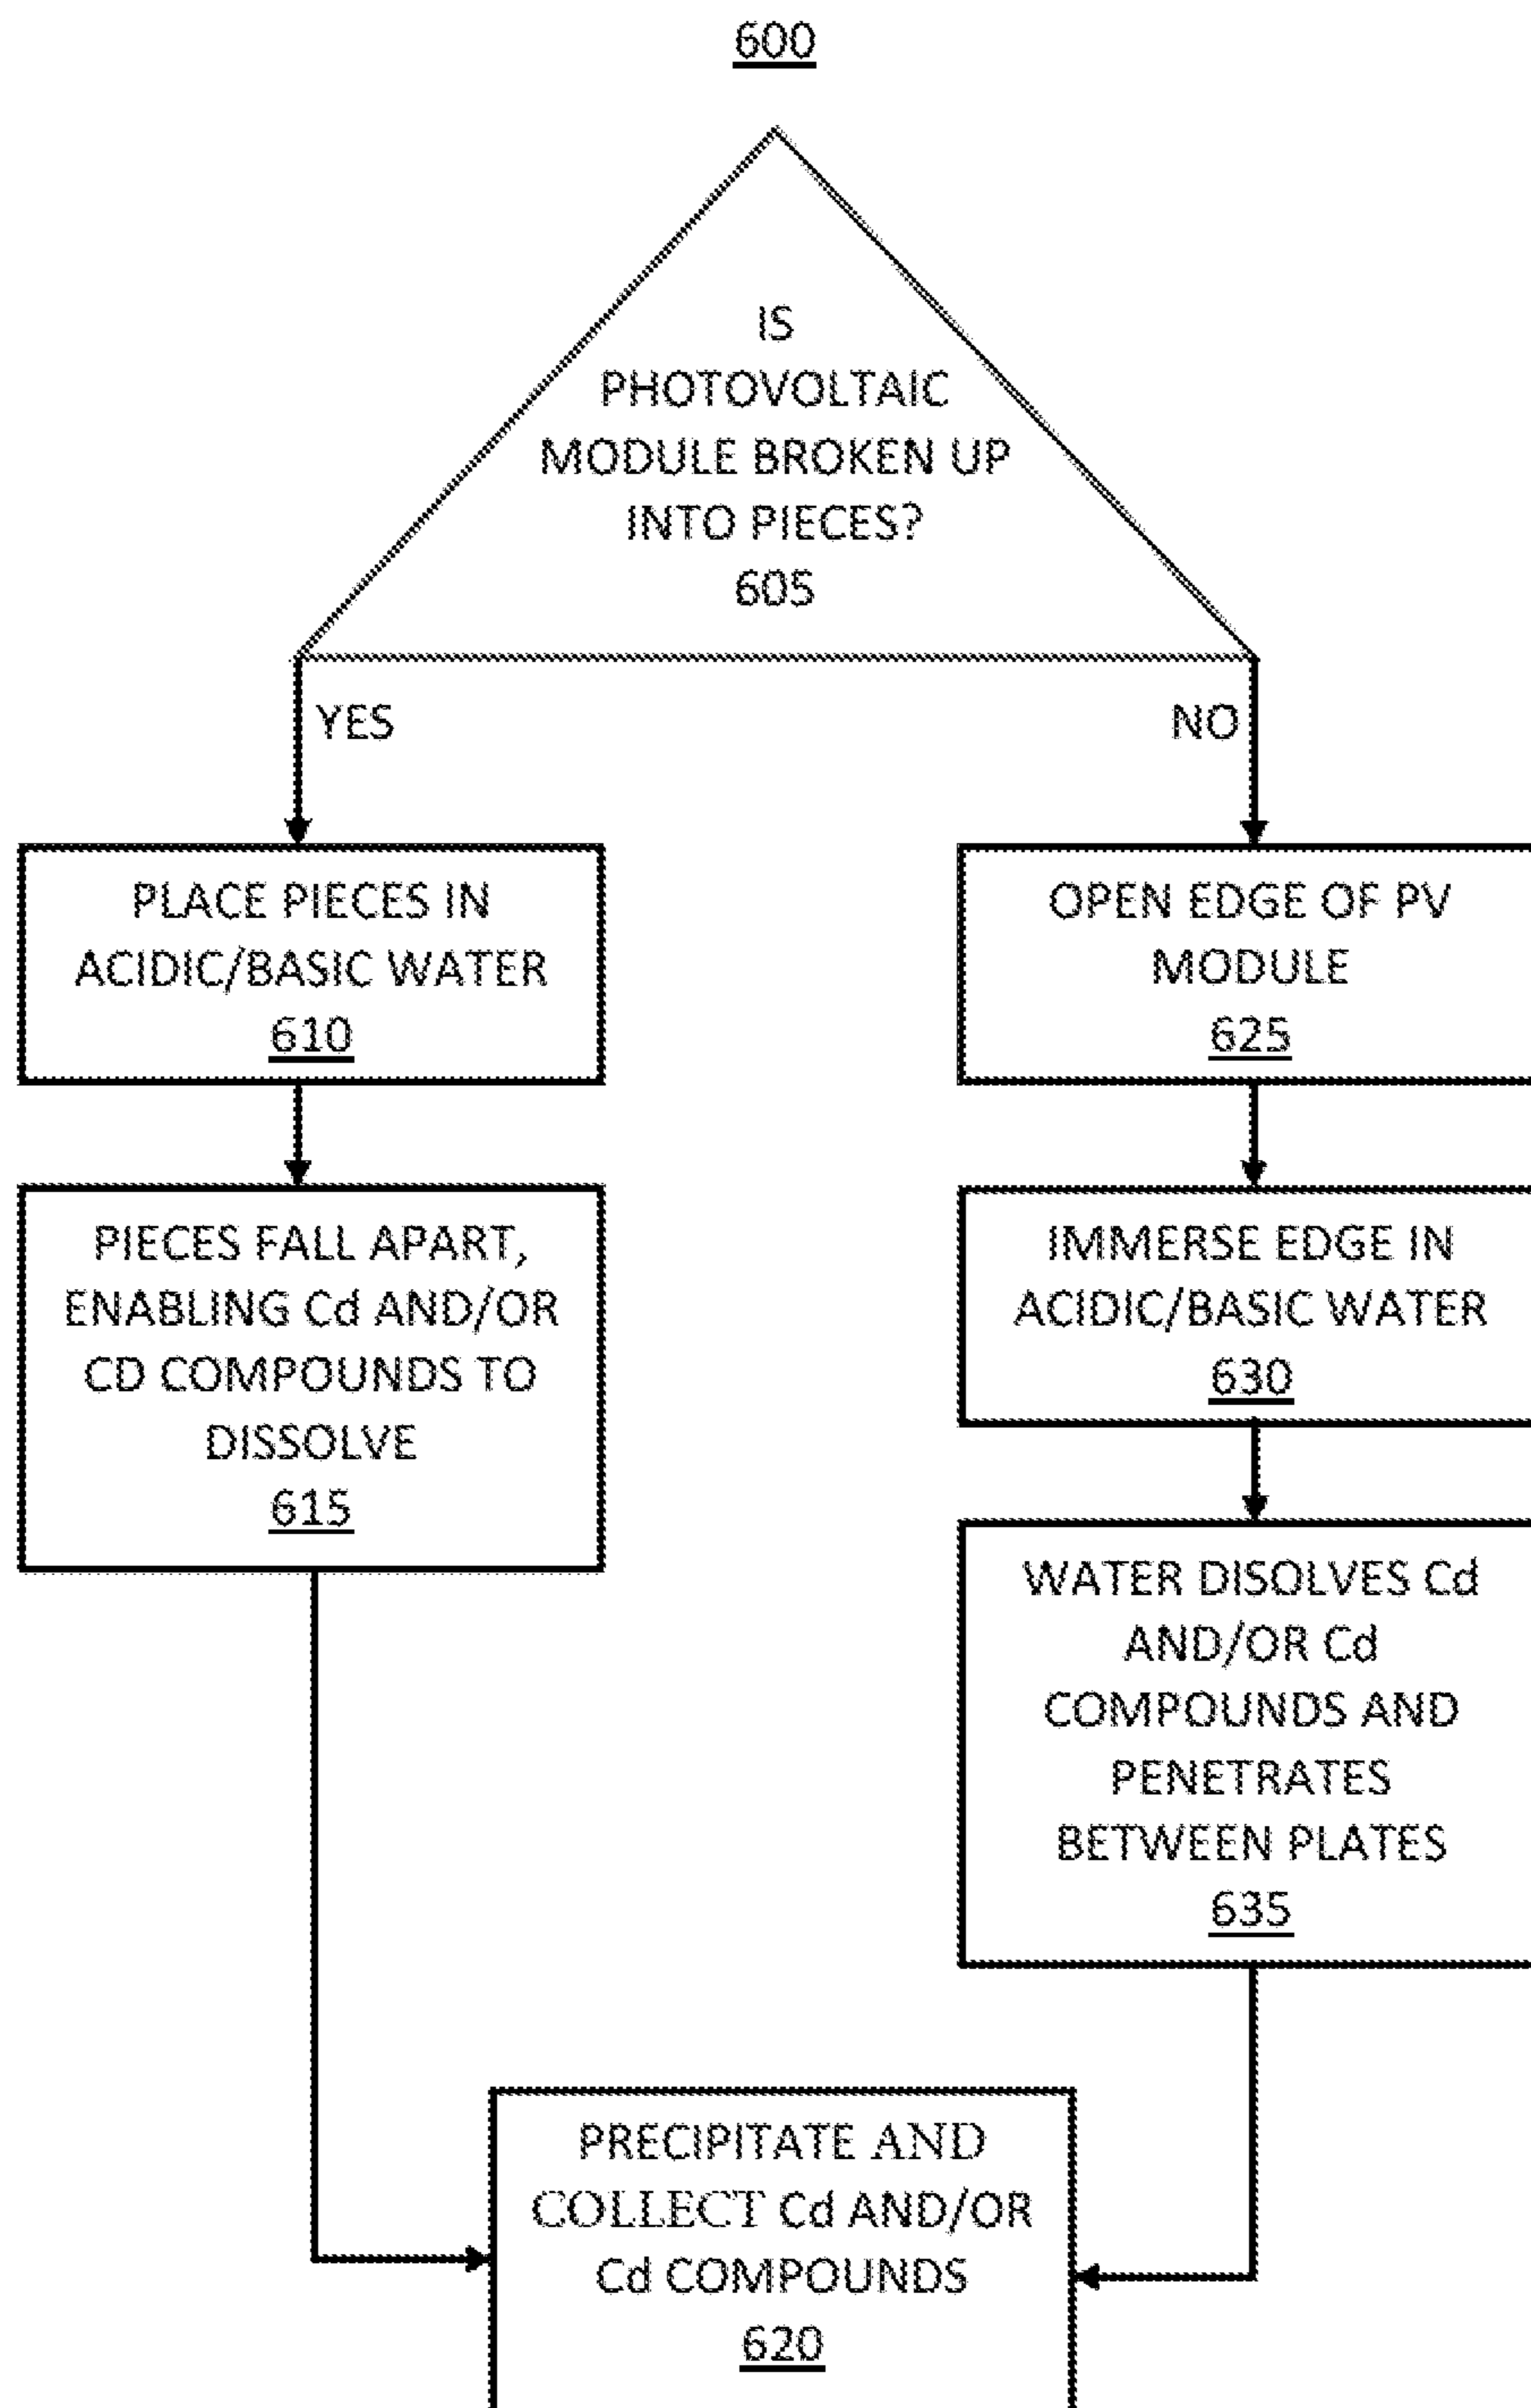 600
IS
PHOTOVOLTAIC
MODULE BROKEN UP
INTO PIECES?
605
YES
NO
PLACE PIECES IN
ACIDIC/BASIC WATER
610
OPEN EDGE OF PV
MODULE
625
PIECES FALL APART,
ENABLING Cd AND/OR
CD COMPOUNDS TO
DISSOLVE
615
IMMERSE EDGE IN
ACIDIC/BASIC WATER
630
WATER DISOLVES Cd
AND/OR Cd
COMPOUNDS AND
PENETRATES
BETWEEN PLATES
635
PRECIPITATE AND
COLLECT Cd AND/OR
Cd COMPOUNDS
620